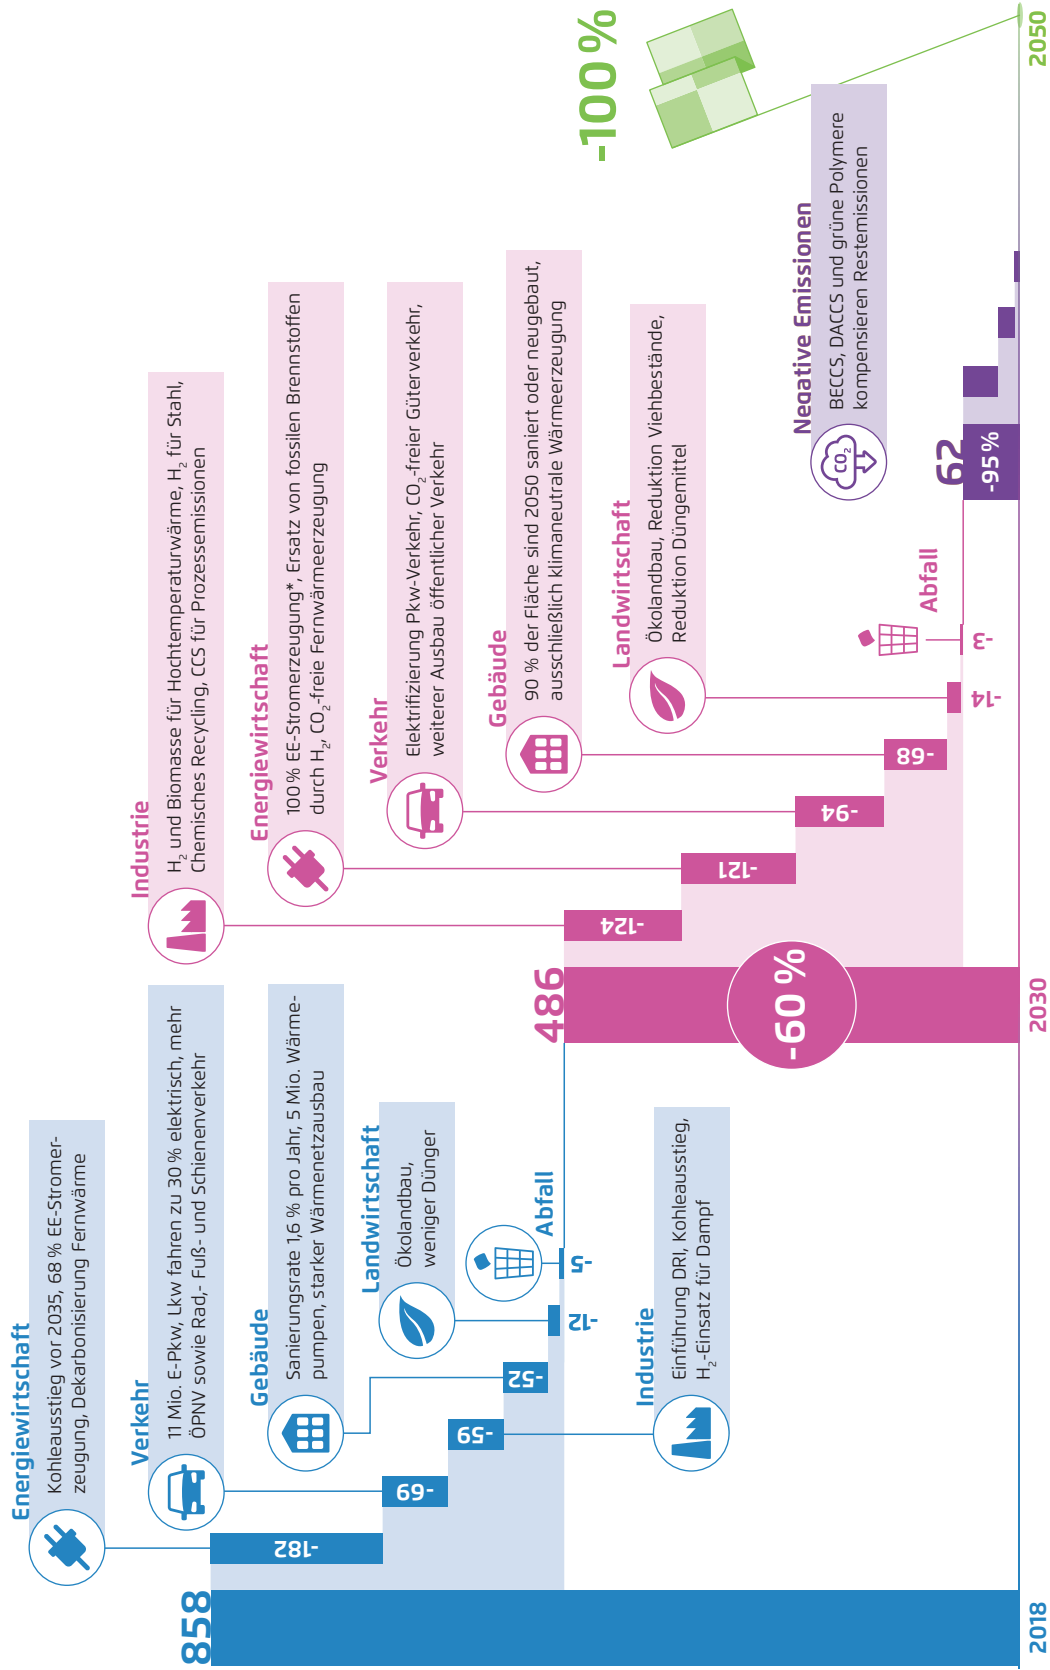 Energiewirtschaft
Kohleausstieg vor 2035, 68 % EE-Stromer-
zeugung, Dekarbonisierung Fernwärme
Verkehr
11 Mio. E-Pkw, Lkw fahren zu 30 % elektrisch, mehr
ÖPNV sowie Rad,- Fuß- und Schienenverkehr
Gebäude
Sanierungsrate 1,6 % pro Jahr, 5 Mio. Wärme-
pumpen, starker Wärmenetzausbau
Landwirtschaft
Ökolandbau,
weniger Dünger
Abfall
Industrie
Einführung DRI, Kohleausstieg,
H₂-Einsatz für Dampf
858
-182
-69
-59
-52
-12
-5
2018
Industrie
H₂ und Biomasse für Hochtemperaturwärme, H₂ für Stahl,
Chemisches Recycling, CCS für Prozessemissionen
Energiewirtschaft
100 % EE-Stromerzeugung*, Ersatz von fossilen Brennstoffen
durch H₂, CO₂-freie Fernwärmeerzeugung
Verkehr
Elektrifizierung Pkw-Verkehr, CO₂-freier Güterverkehr,
weiterer Ausbau öffentlicher Verkehr
Gebäude
90 % der Fläche sind 2050 saniert oder neugebaut,
ausschließlich klimaneutrale Wärmeerzeugung
Landwirtschaft
Ökolandbau, Reduktion Viehbestände,
Reduktion Düngemittel
Abfall
486
-60 %
-124
-121
-94
-68
-14
-3
2030
Negative Emissionen
CO₂
BECCS, DACCS und grüne Polymere
kompensieren Restemissionen
62
-95 %
-100 %
2050